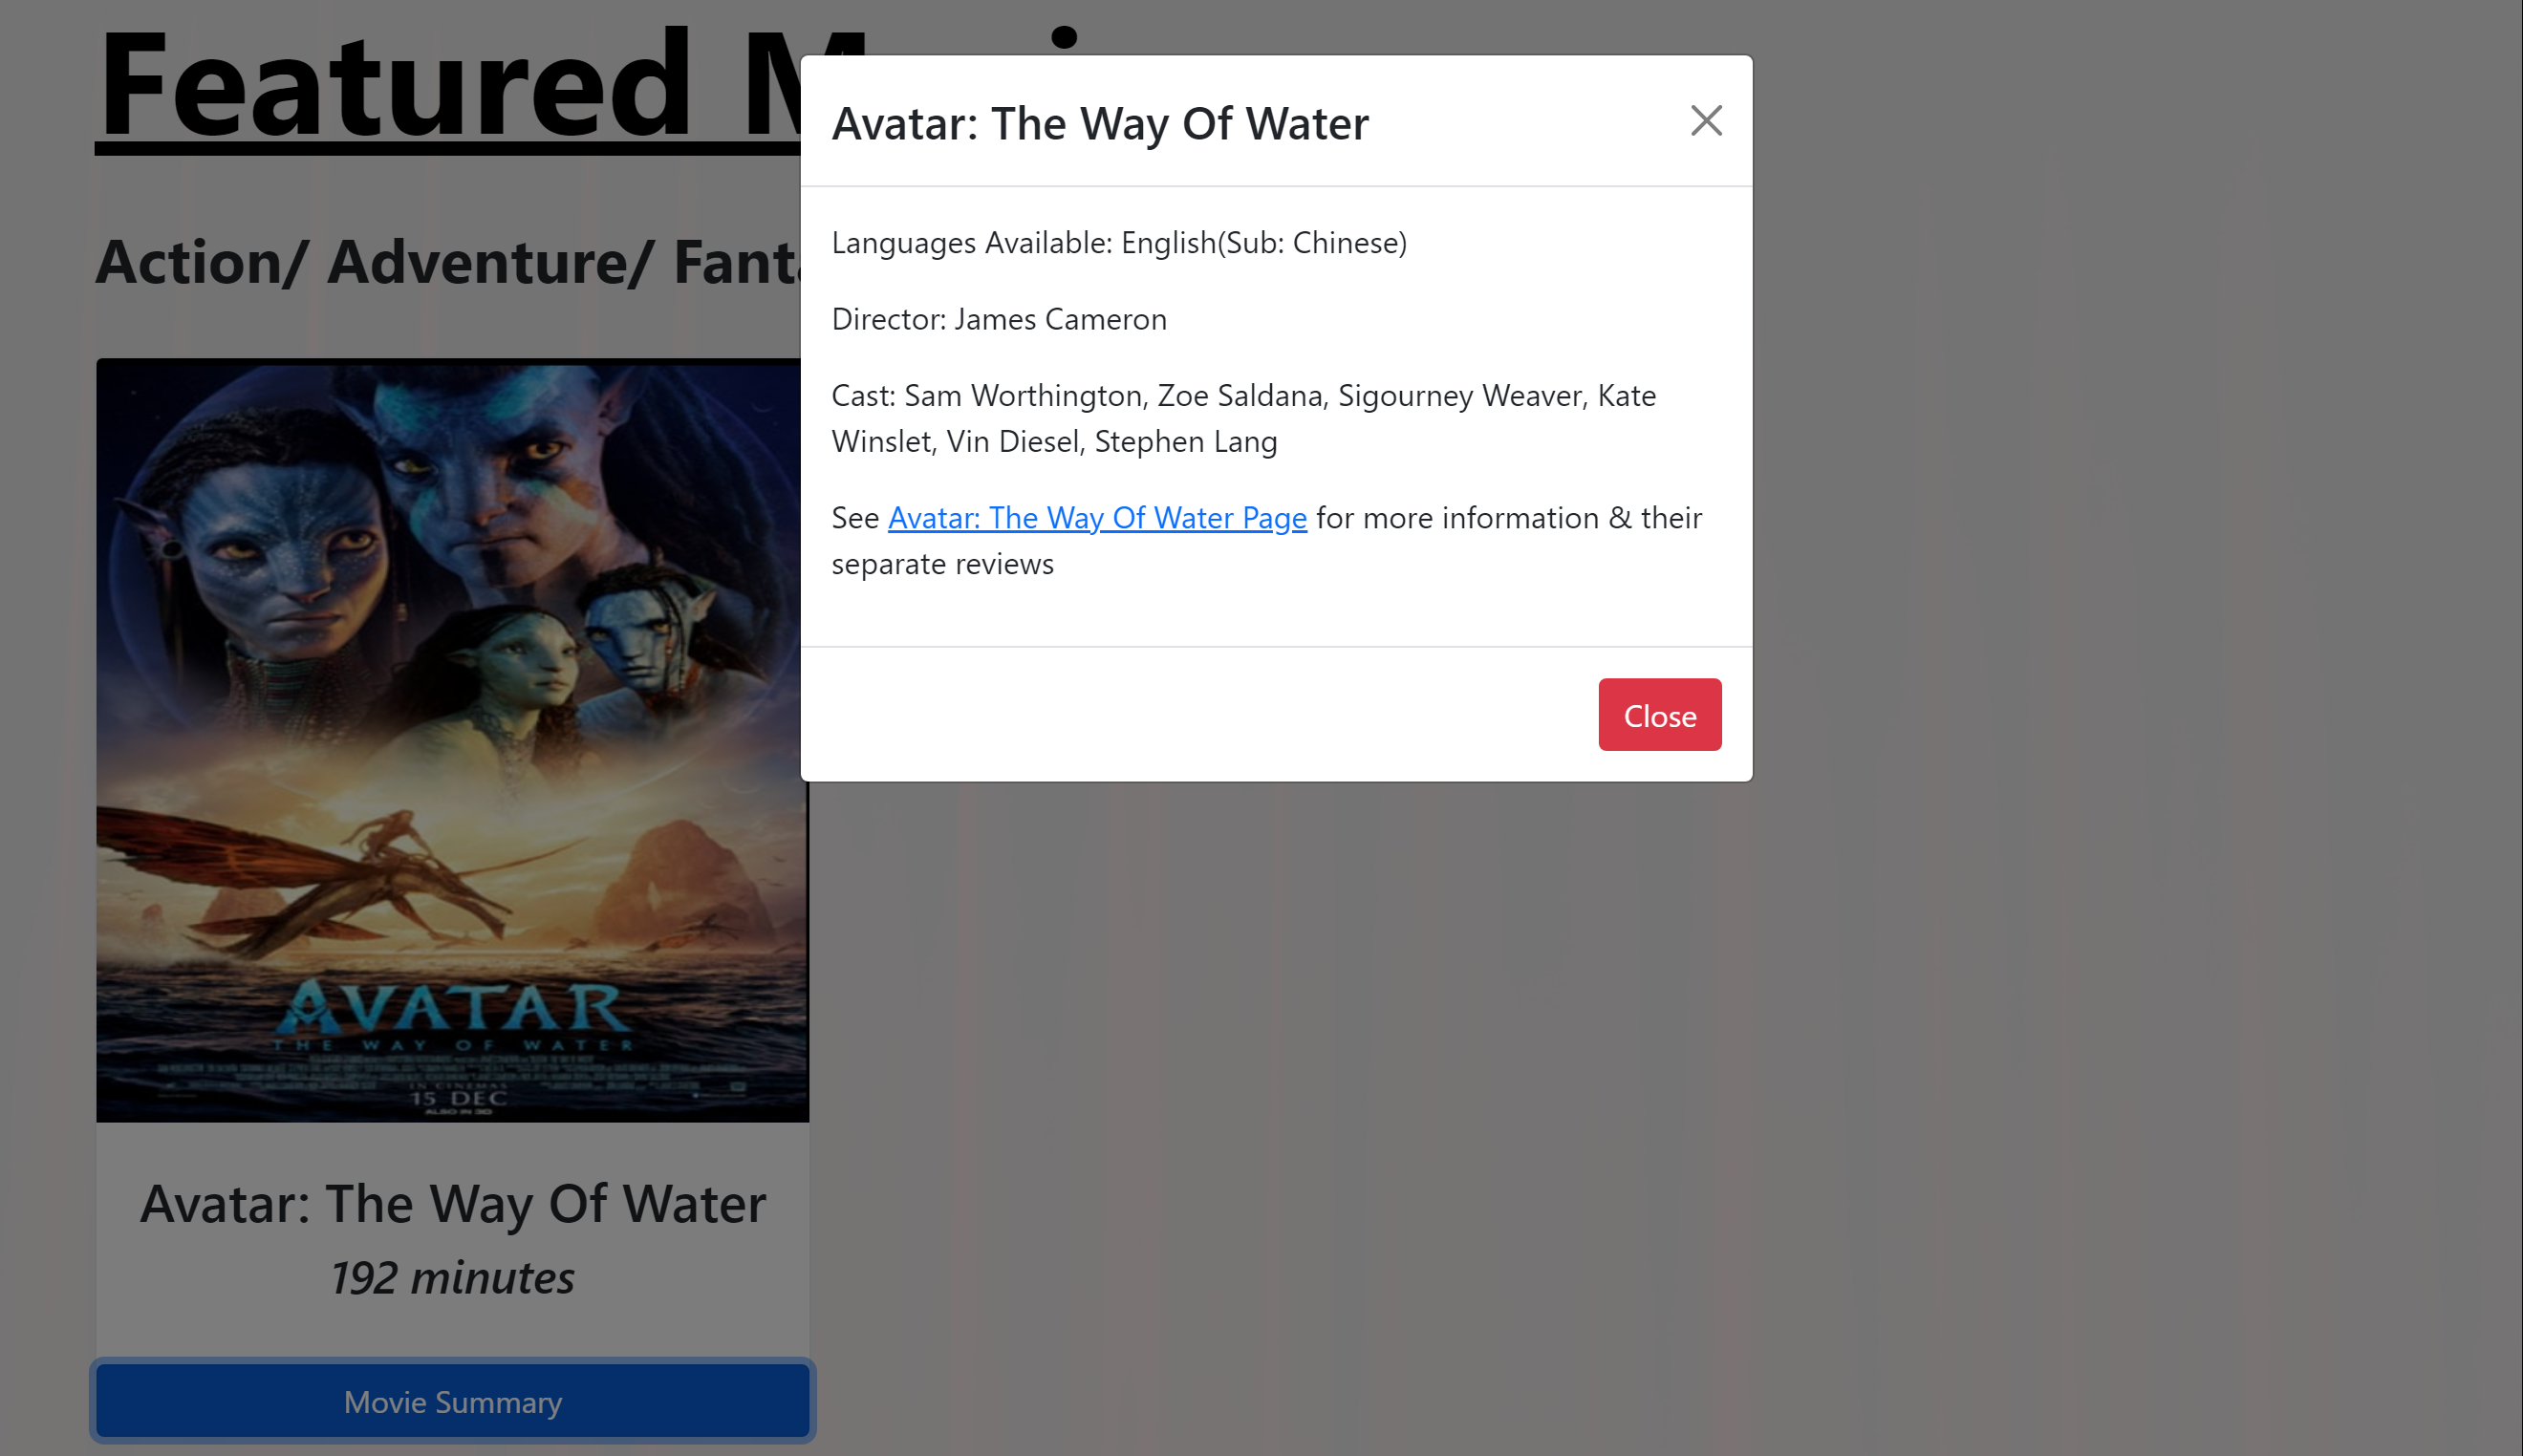 Featured M
Action/ Adventure/ Fant
Avatar: The Way Of Water
Languages Available: English(Sub: Chinese)
Director: James Cameron
Cast: Sam Worthington, Zoe Saldana, Sigourney Weaver, Kate
Winslet, Vin Diesel, Stephen Lang
See Avatar: The Way Of Water Page for more information & their
separate reviews
Close
AVATAR
THE WAY OF WATER
IN CINEMAS
15 DEC
ALSO IN 3D
Avatar: The Way Of Water
192 minutes
Movie Summary